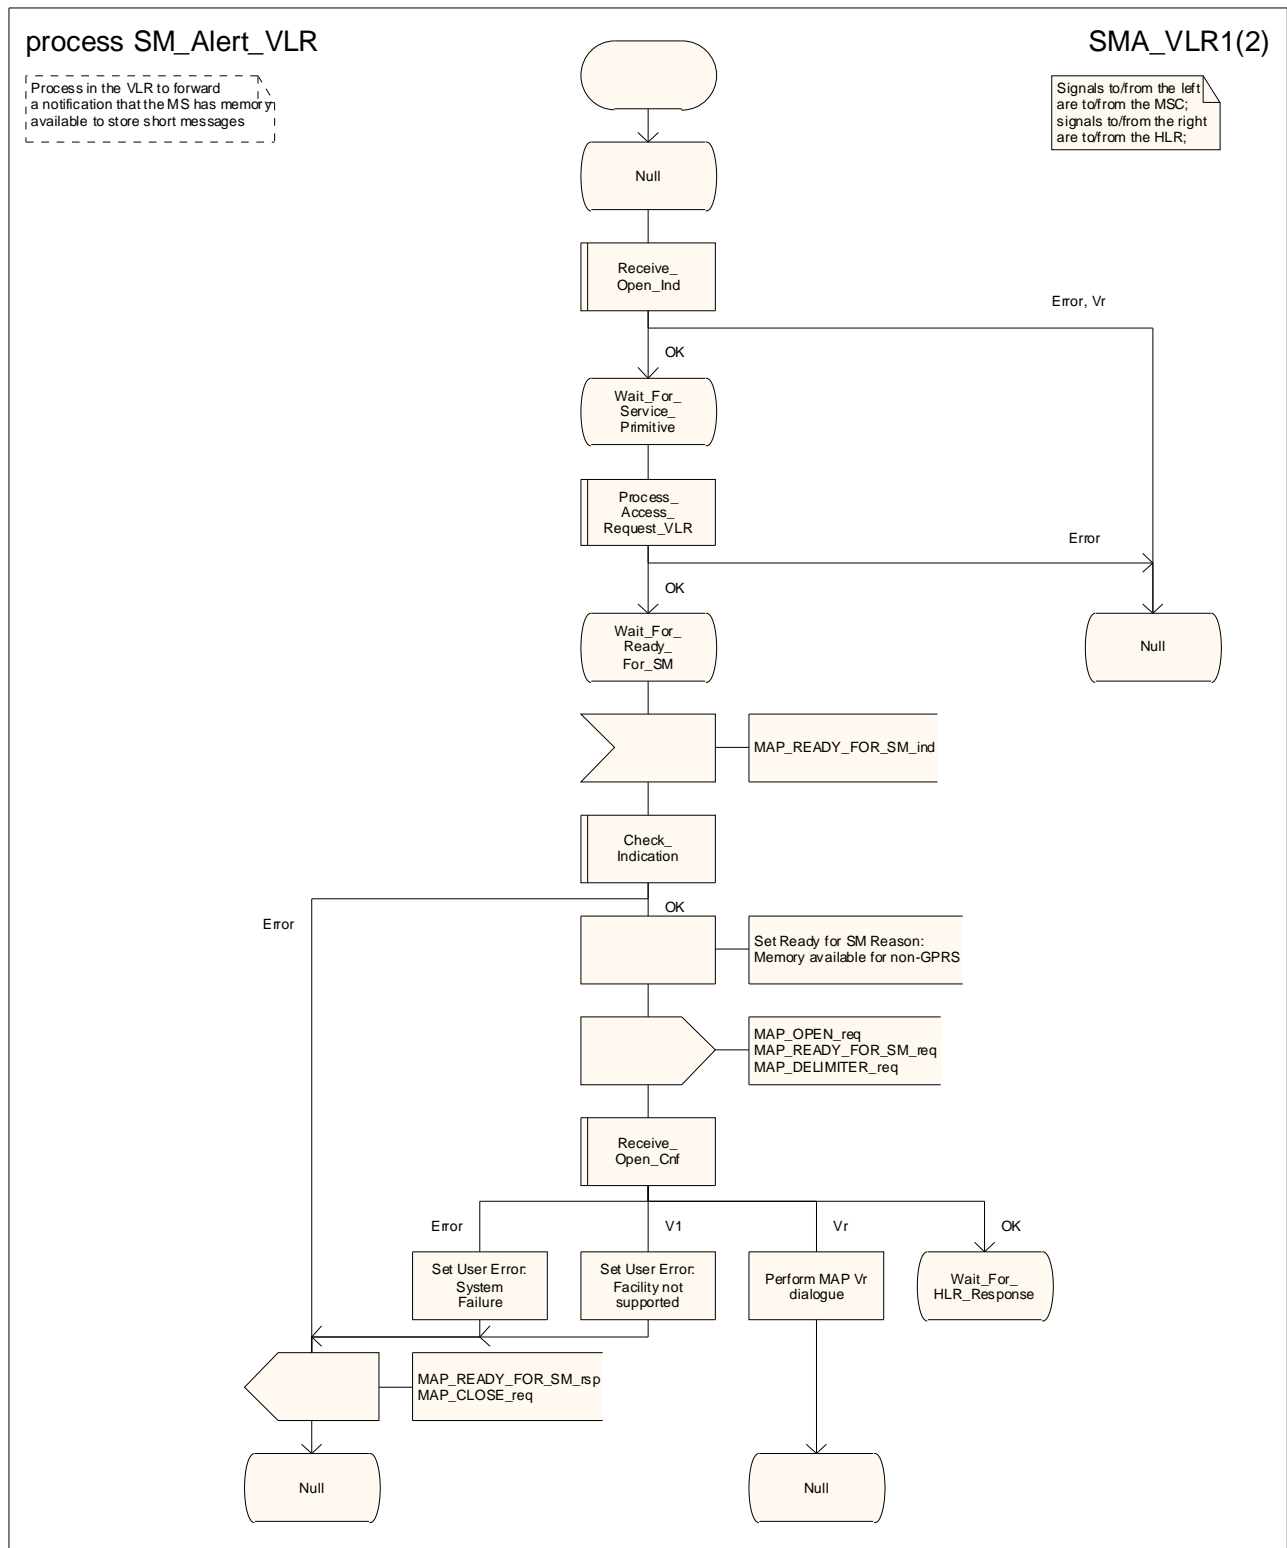 process SM_Alert_VLR
SMA_VLR1(2)
Process in the VLR to forward
a notification that the MS has memory
available to store short messages
Signals to/from the left
are to/from the MSC;
signals to/from the right
are to/from the HLR;
Null
Receive_
Open_Ind
Error, Vr
OK
Wait_For_
Service_
Primitive
Process_
Access_
Request_VLR
Error
OK
Wait_For_
Ready_
For_SM
Null
MAP_READY_FOR_SM_ind
Check_
Indication
Error
OK
Set Ready for SM Reason:
Memory available for non-GPRS
MAP_OPEN_req
MAP_READY_FOR_SM_req
MAP_DELIMITER_req
Receive_
Open_Cnf
Error
V1
Vr
OK
Set User Error:
System
Failure
Set User Error:
Facility not
supported
Perform MAP Vr
dialogue
Wait_For_
HLR_Response
MAP_READY_FOR_SM_rsp
MAP_CLOSE_req
Null
Null